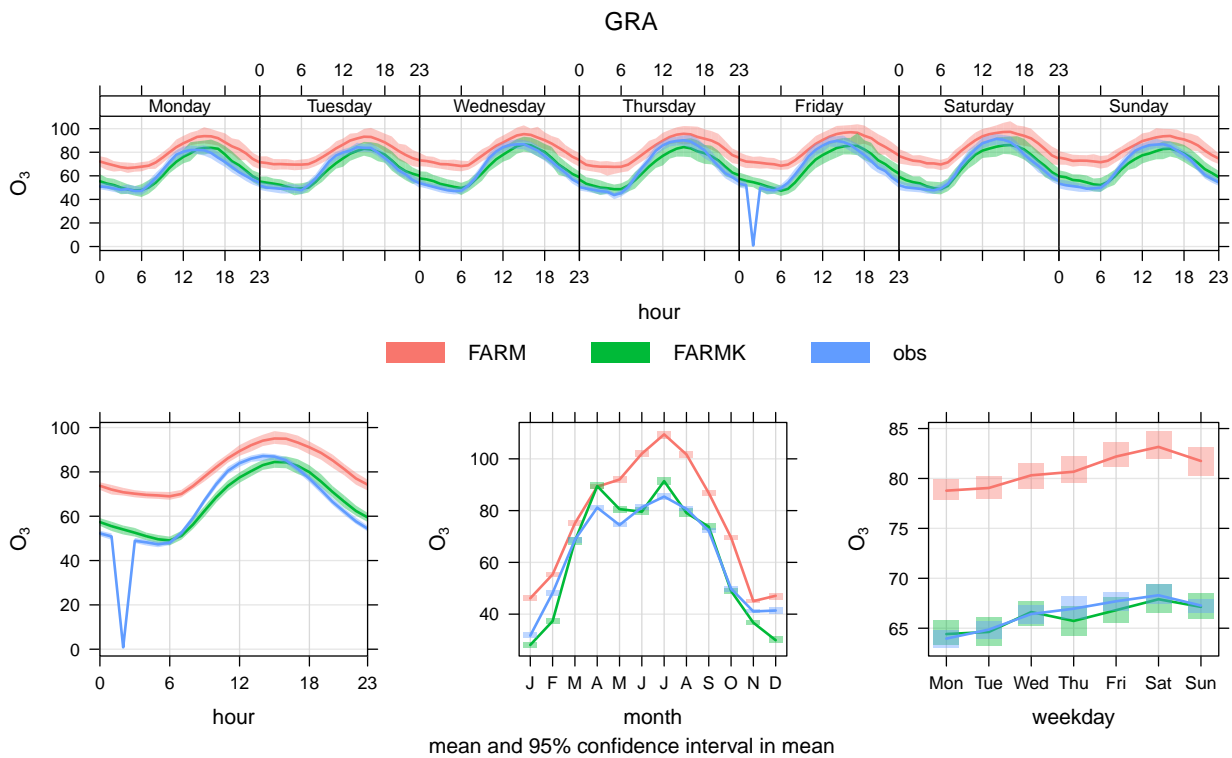 GRA
0 6 12 18 23 0 6 12 18 23 0 6 12 18 23
Monday Tuesday Wednesday Thursday Friday Saturday Sunday
100
80
60
40
20
0
O3
0 6 12 18 23 0 6 12 18 23 0 6 12 18 23 0 6 12 18 23
hour
FARM FARMK obs
100
80
60
40
20
0
O3
0 6 12 18 23
hour
100
80
60
40
O3
J F M A M J J A S O N D
month
85
80
75
70
65
O3
Mon Tue Wed Thu Fri Sat Sun
weekday
mean and 95% confidence interval in mean